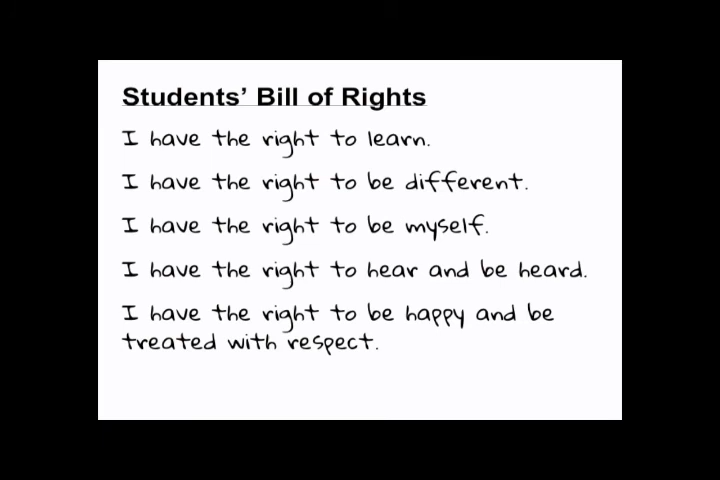 Students’ Bill of Rights
I have the right to learn.
I have the right to be different.
I have the right to be myself.
I have the right to hear and be heard.
I have the right to be happy and be
treated with respect.